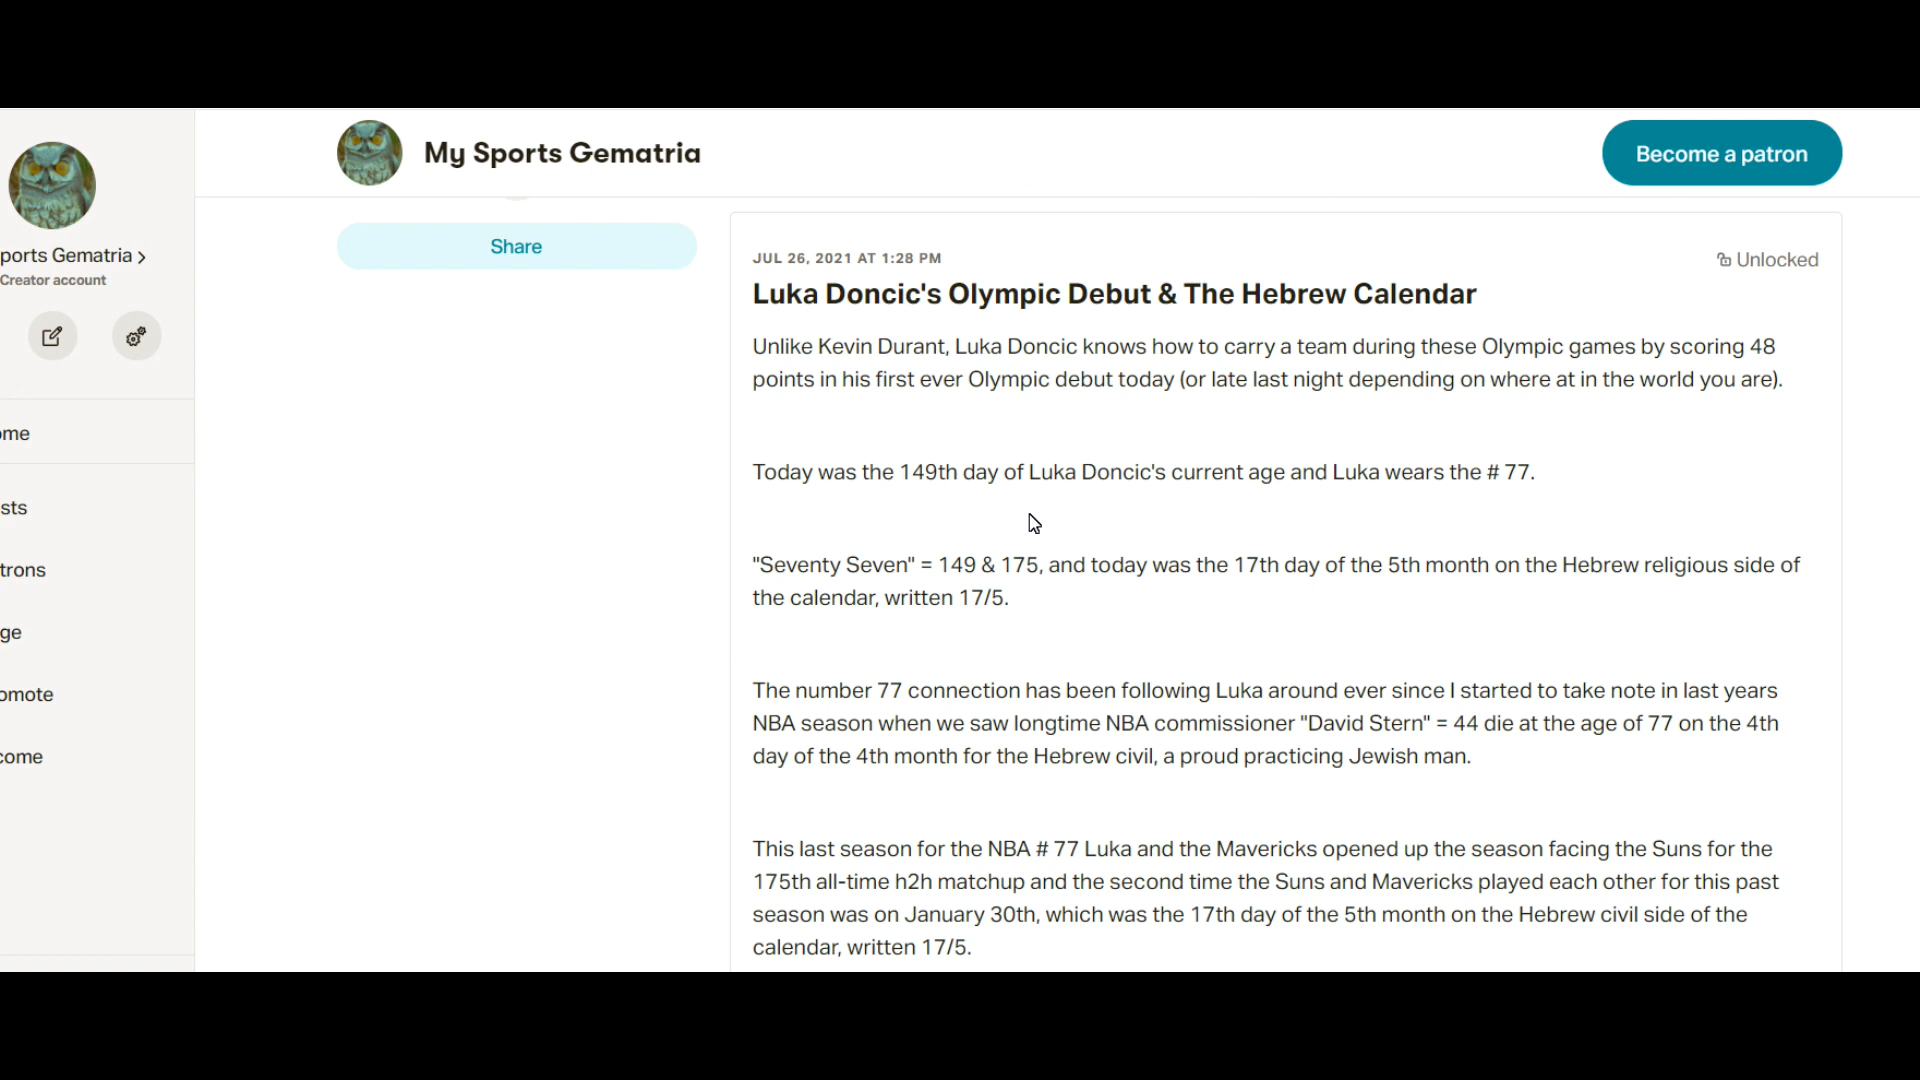 My Sports Gematria
Become a patron
ports Gematria
Creator account
ome
sts
trons
ge
omote
come
Share
JUL 26, 2021 AT 1:28 PM
Unlocked
Luka Doncic's Olympic Debut & The Hebrew Calendar
Unlike Kevin Durant, Luka Doncic knows how to carry a team during these Olympic games by scoring 48
points in his first ever Olympic debut today (or late last night depending on where at in the world you are).
Today was the 149th day of Luka Doncic's current age and Luka wears the # 77.
"Seventy Seven" = 149 & 175, and today was the 17th day of the 5th month on the Hebrew religious side of
the calendar, written 17/5.
The number 77 connection has been following Luka around ever since I started to take note in last years
NBA season when we saw longtime NBA commissioner "David Stern" = 44 die at the age of 77 on the 4th
day of the 4th month for the Hebrew civil, a proud practicing Jewish man.
This last season for the NBA # 77 Luka and the Mavericks opened up the season facing the Suns for the
175th all-time h2h matchup and the second time the Suns and Mavericks played each other for this past
season was on January 30th, which was the 17th day of the 5th month on the Hebrew civil side of the
calendar, written 17/5.